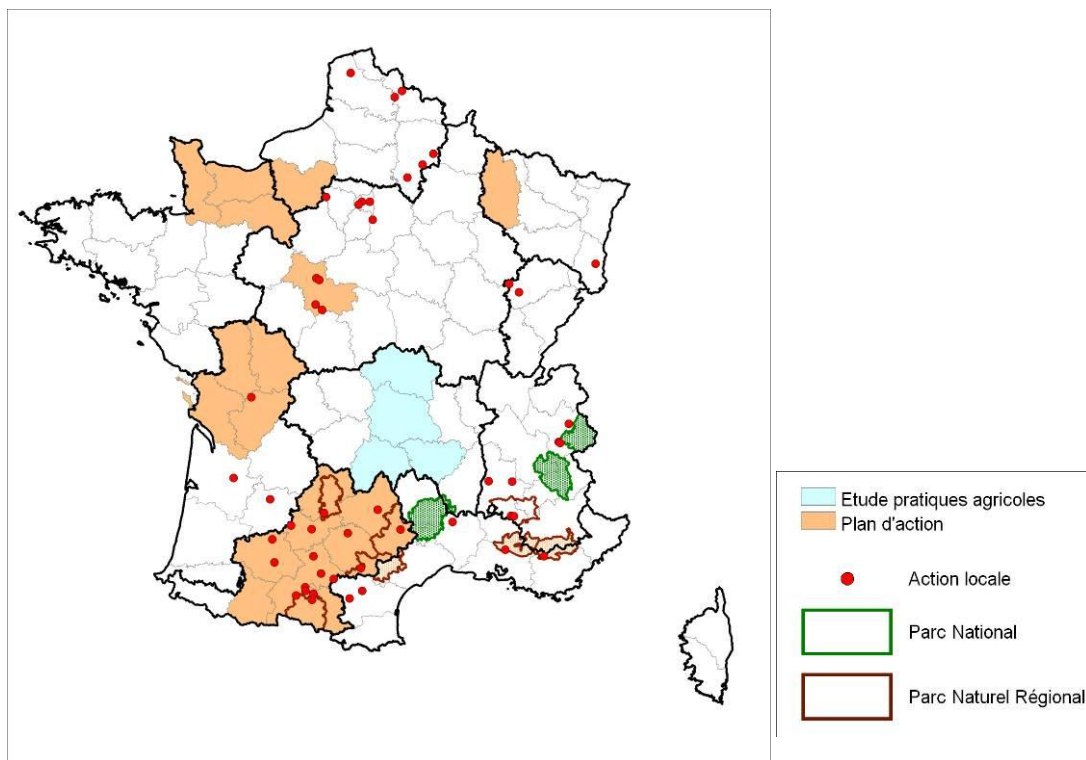 Etude pratiques agricoles
Plan d'action
Action locale
Parc National
Parc Naturel Régional